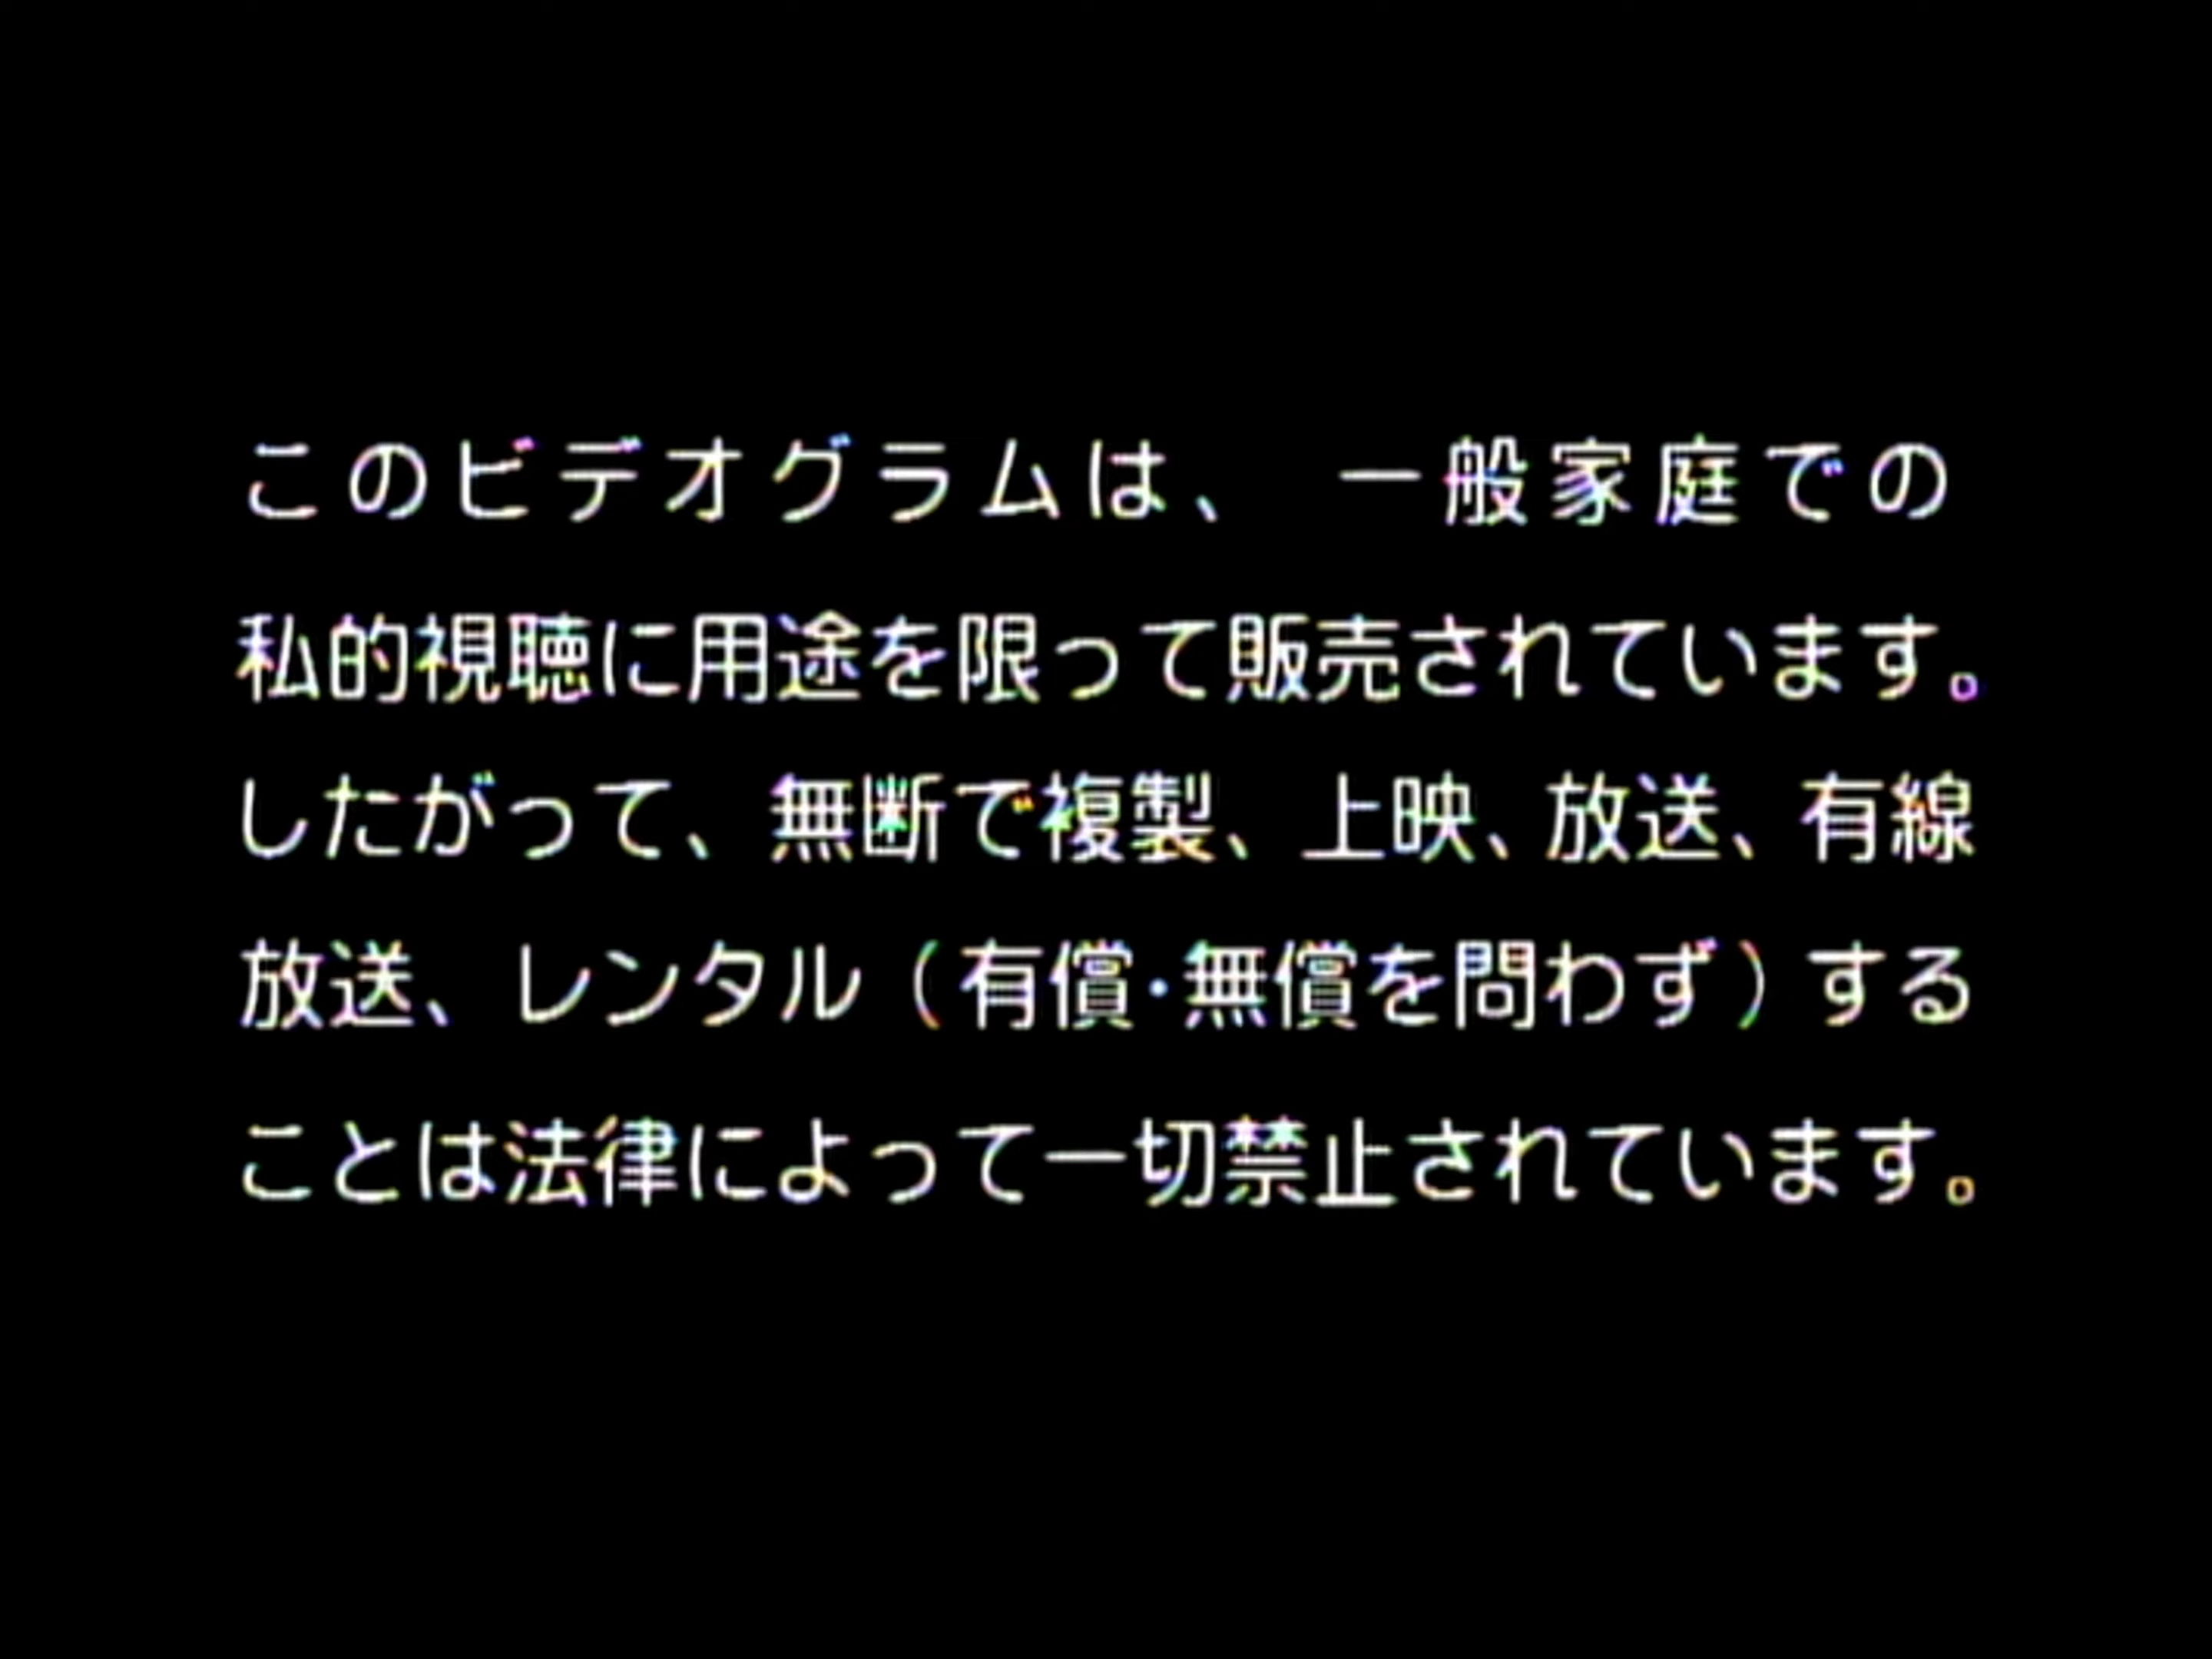 このビデオグラムは、一般家庭での
私的視聴に用途を限って販売されています。
したがって、無断で複製、上映、放送、有線
放送、レンタル（有償・無償を問わず）する
ことは法律によって一切禁止されています。